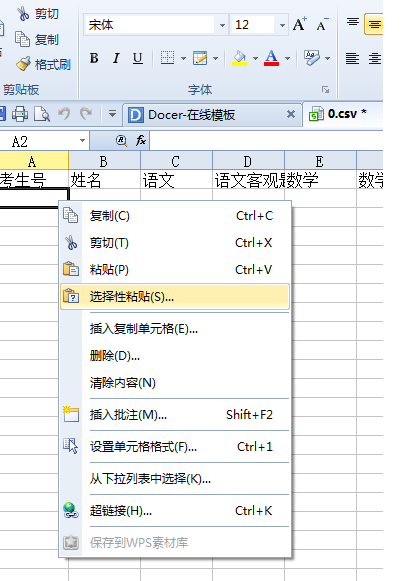 剪切
宋体 12 A A
复制
格式刷
B I U A
剪贴板 字体
D Docer-在线模板 × S 0.csv *
A2 fx
A B C D E
考生号 姓名 语文 语文客观 数学
复制(C) Ctrl+C
剪切(T) Ctrl+X
粘贴(P) Ctrl+V
选择性粘贴(S)...
插入复制单元格(E)...
删除(D)...
清除内容(N)
插入批注(M)... Shift+F2
设置单元格格式(F)... Ctrl+1
从下拉列表中选择(K)...
超链接(H)... Ctrl+K
保存到WPS素材库